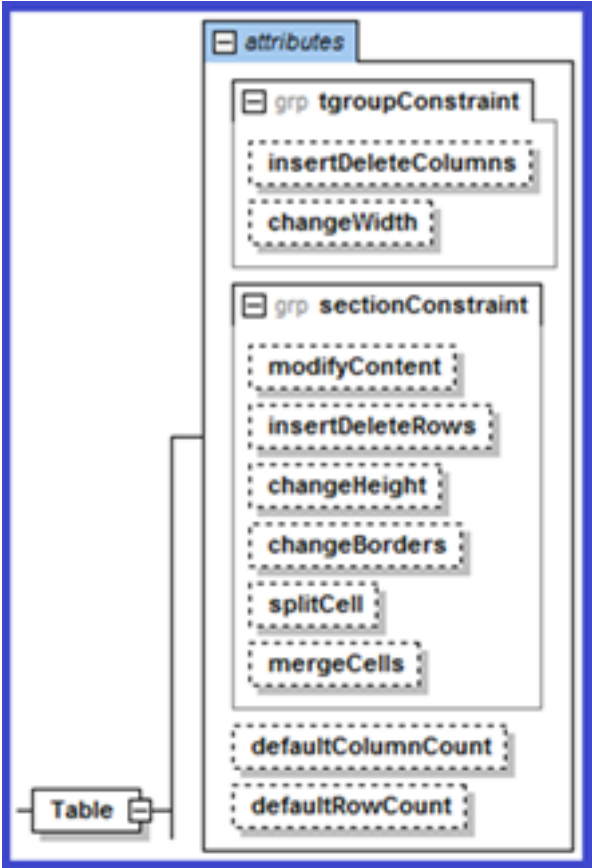 attributes
grp tgroupConstraint
insertDeleteColumns
changeWidth
grp sectionConstraint
modifyContent
insertDeleteRows
changeHeight
changeBorders
splitCell
mergeCells
defaultColumnCount
defaultRowCount
Table